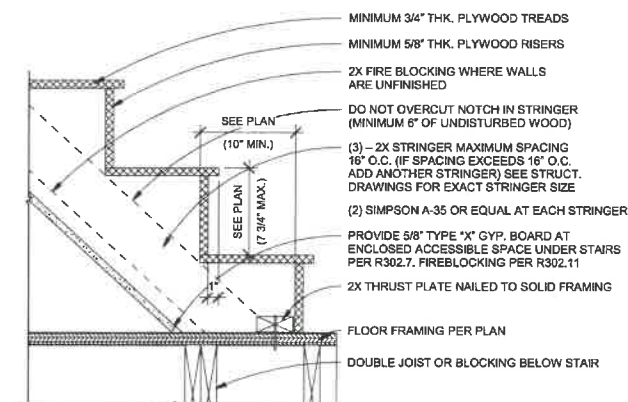 MINIMUM 3/4" THK. PLYWOOD TREADS
MINIMUM 5/8" THK. PLYWOOD RISERS
2X FIRE BLOCKING WHERE WALLS
ARE UNFINISHED
DO NOT OVERCUT NOTCH IN STRINGER
(MINIMUM 6" OF UNDISTURBED WOOD)
(3) – 2X STRINGER MAXIMUM SPACING
16" O.C. (IF SPACING EXCEEDS 16" O.C.
ADD ANOTHER STRINGER) SEE STRUCT.
DRAWINGS FOR EXACT STRINGER SIZE
(2) SIMPSON A-35 OR EQUAL AT EACH STRINGER
PROVIDE 5/8" TYPE "X" GYP. BOARD AT
ENCLOSED ACCESSIBLE SPACE UNDER STAIRS
PER R302.7. FIREBLOCKING PER R302.11
2X THRUST PLATE NAILED TO SOLID FRAMING
FLOOR FRAMING PER PLAN
DOUBLE JOIST OR BLOCKING BELOW STAIR
SEE PLAN
(10" MIN.)
SEE PLAN
(7 3/4" MAX.)
1"